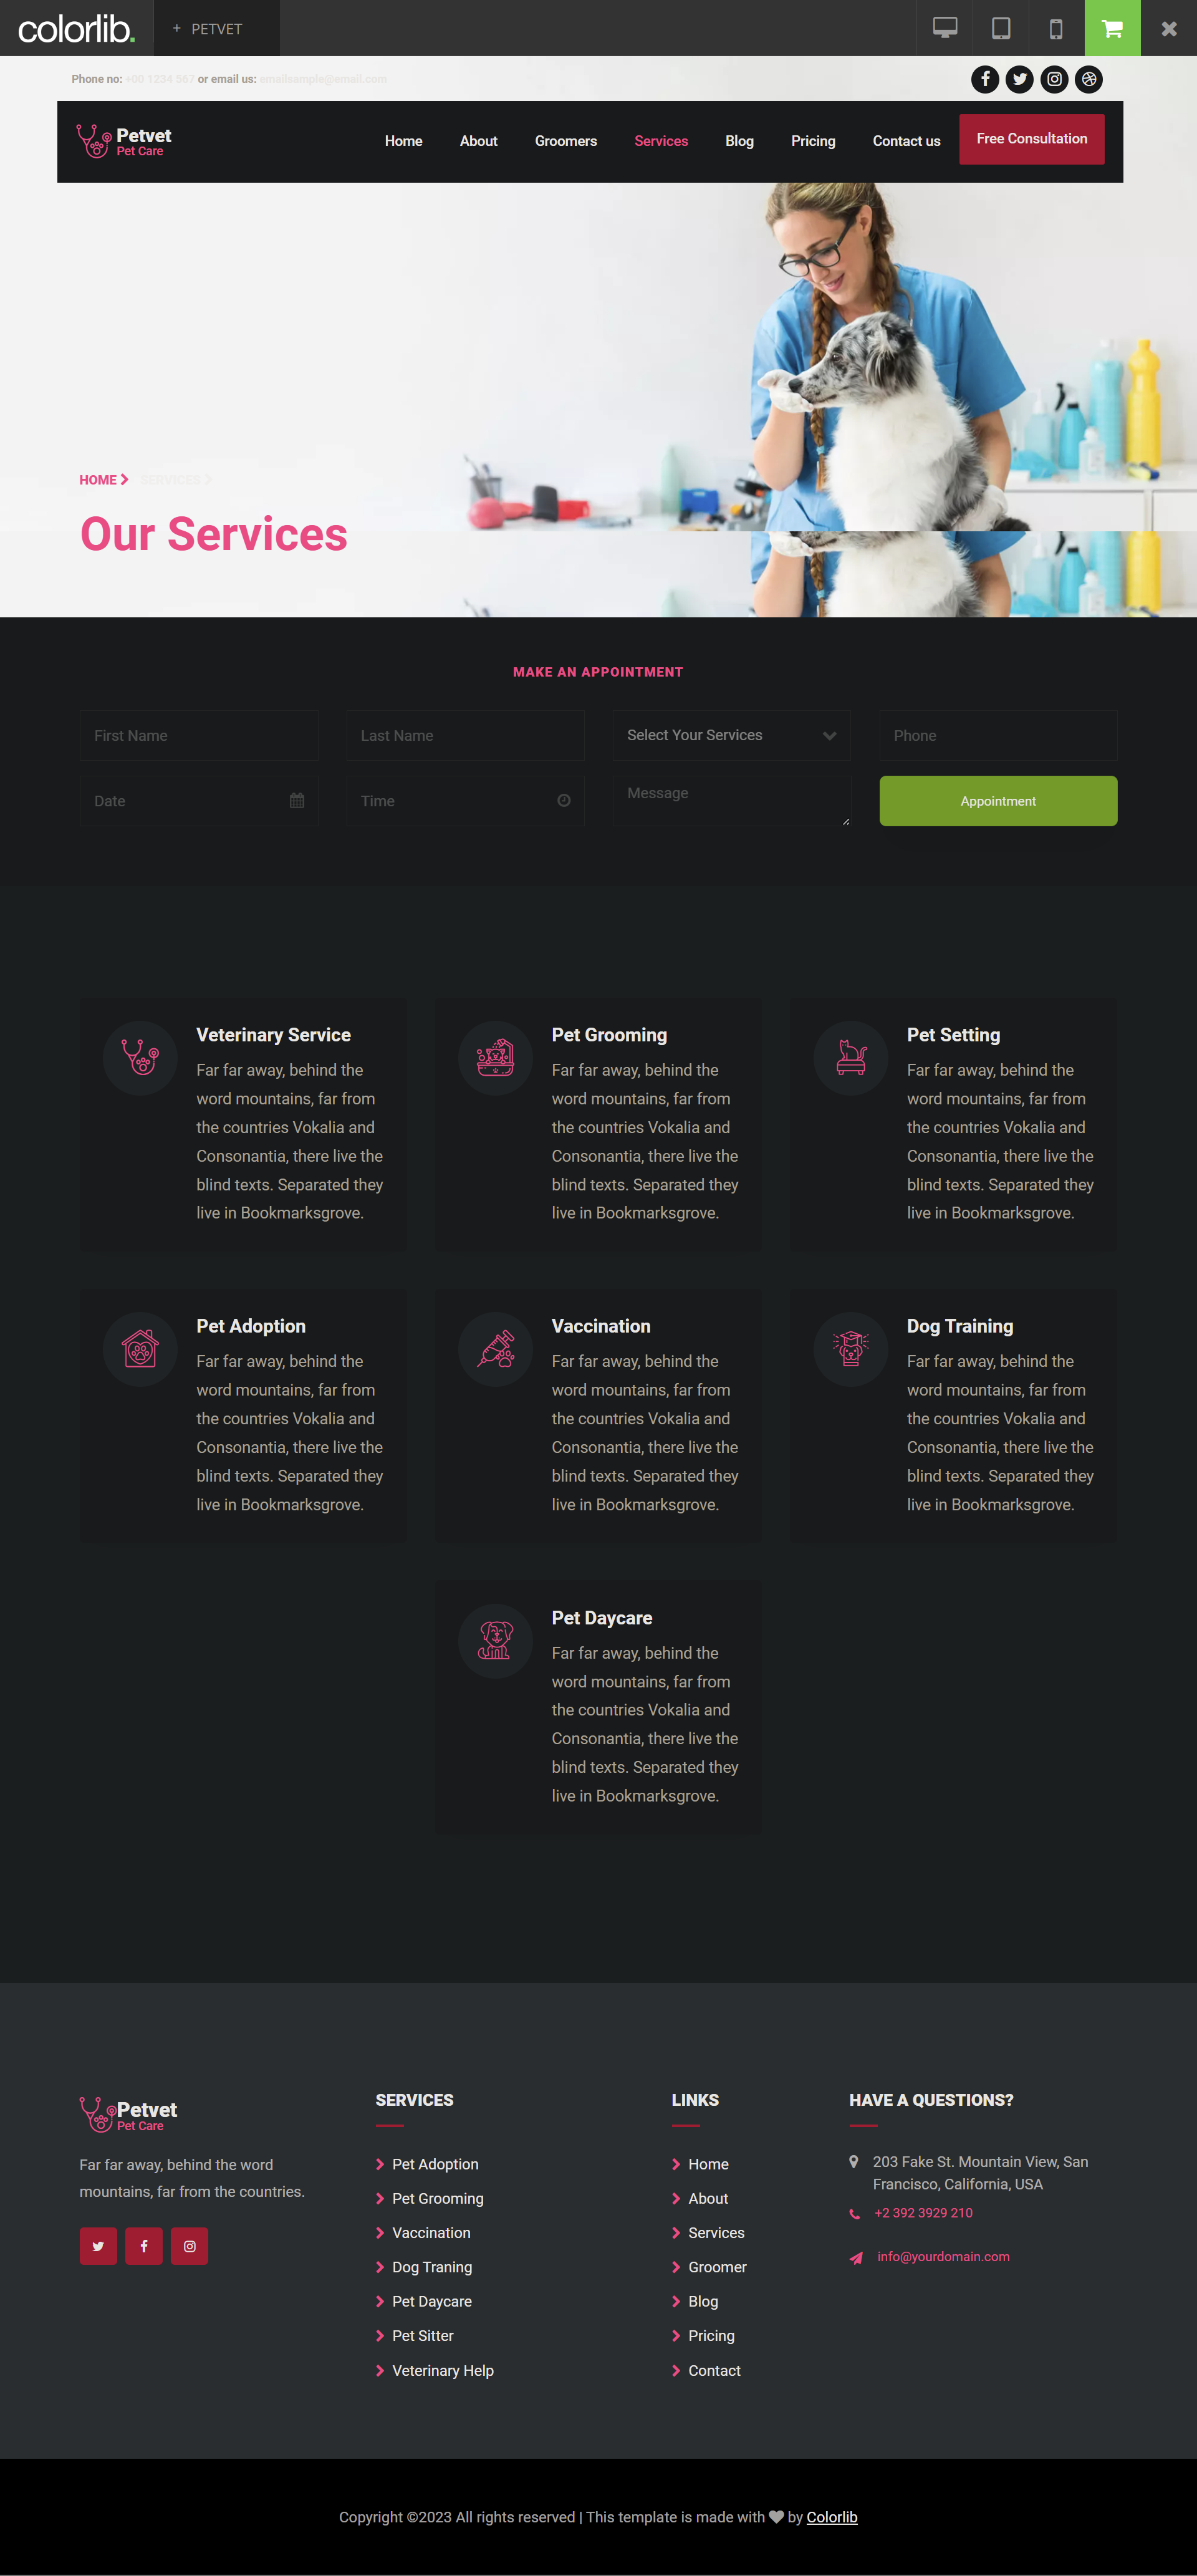 colorlib.
+ PETVET
Phone no: +00 1234 567 or email us: emailsample@email.com
Petvet
Pet Care
Home
About
Groomers
Services
Blog
Pricing
Contact us
Free Consultation
HOME SERVICES
Our Services
MAKE AN APPOINTMENT
First Name
Last Name
Select Your Services
Phone
Date
Time
Message
Appointment
Veterinary Service
Far far away, behind the
word mountains, far from
the countries Vokalia and
Consonantia, there live the
blind texts. Separated they
live in Bookmarksgrove.
Pet Grooming
Far far away, behind the
word mountains, far from
the countries Vokalia and
Consonantia, there live the
blind texts. Separated they
live in Bookmarksgrove.
Pet Setting
Far far away, behind the
word mountains, far from
the countries Vokalia and
Consonantia, there live the
blind texts. Separated they
live in Bookmarksgrove.
Pet Adoption
Far far away, behind the
word mountains, far from
the countries Vokalia and
Consonantia, there live the
blind texts. Separated they
live in Bookmarksgrove.
Vaccination
Far far away, behind the
word mountains, far from
the countries Vokalia and
Consonantia, there live the
blind texts. Separated they
live in Bookmarksgrove.
Dog Training
Far far away, behind the
word mountains, far from
the countries Vokalia and
Consonantia, there live the
blind texts. Separated they
live in Bookmarksgrove.
Pet Daycare
Far far away, behind the
word mountains, far from
the countries Vokalia and
Consonantia, there live the
blind texts. Separated they
live in Bookmarksgrove.
Petvet
Pet Care
Far far away, behind the word
mountains, far from the countries.
SERVICES
Pet Adoption
Pet Grooming
Vaccination
Dog Traning
Pet Daycare
Pet Sitter
Veterinary Help
LINKS
Home
About
Services
Groomer
Blog
Pricing
Contact
HAVE A QUESTIONS?
203 Fake St. Mountain View, San
Francisco, California, USA
+2 392 3929 210
info@yourdomain.com
Copyright ©2023 All rights reserved | This template is made with ♥ by Colorlib